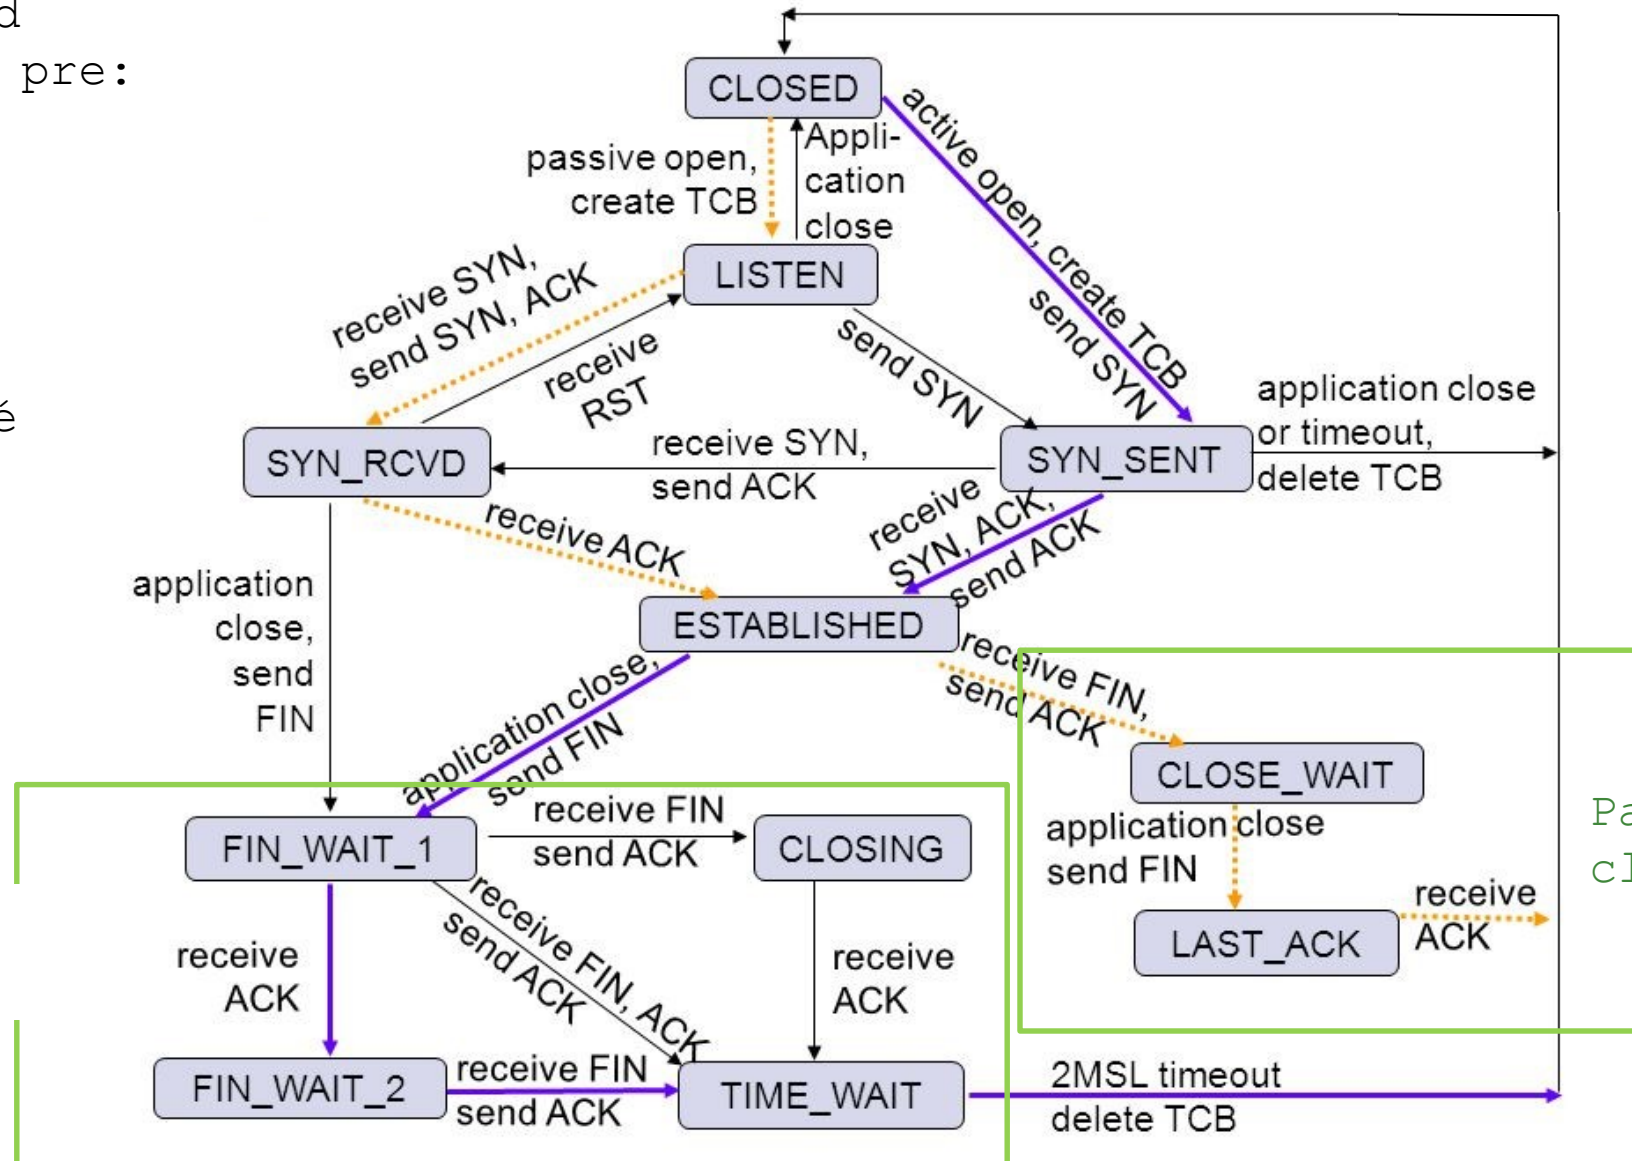 pre:
CLOSED
passive open,
create TCB
Appli-
cation
close
active open, create TCB
send SYN
LISTEN
receive SYN,
send SYN, ACK
receive
RST
send SYN
application close
or timeout,
delete TCB
SYN_RCVD
receive SYN,
send ACK
SYN_SENT
receive ACK
receive
SYN, ACK,
send ACK
application
close,
send
FIN
ESTABLISHED
application close,
send FIN
receive FIN,
send ACK
CLOSE_WAIT
application close
send FIN
LAST_ACK
receive
ACK
FIN_WAIT_1
receive FIN
send ACK
CLOSING
receive
ACK
receive FIN, ACK
send ACK
receive
ACK
FIN_WAIT_2
receive FIN
send ACK
TIME_WAIT
2MSL timeout
delete TCB